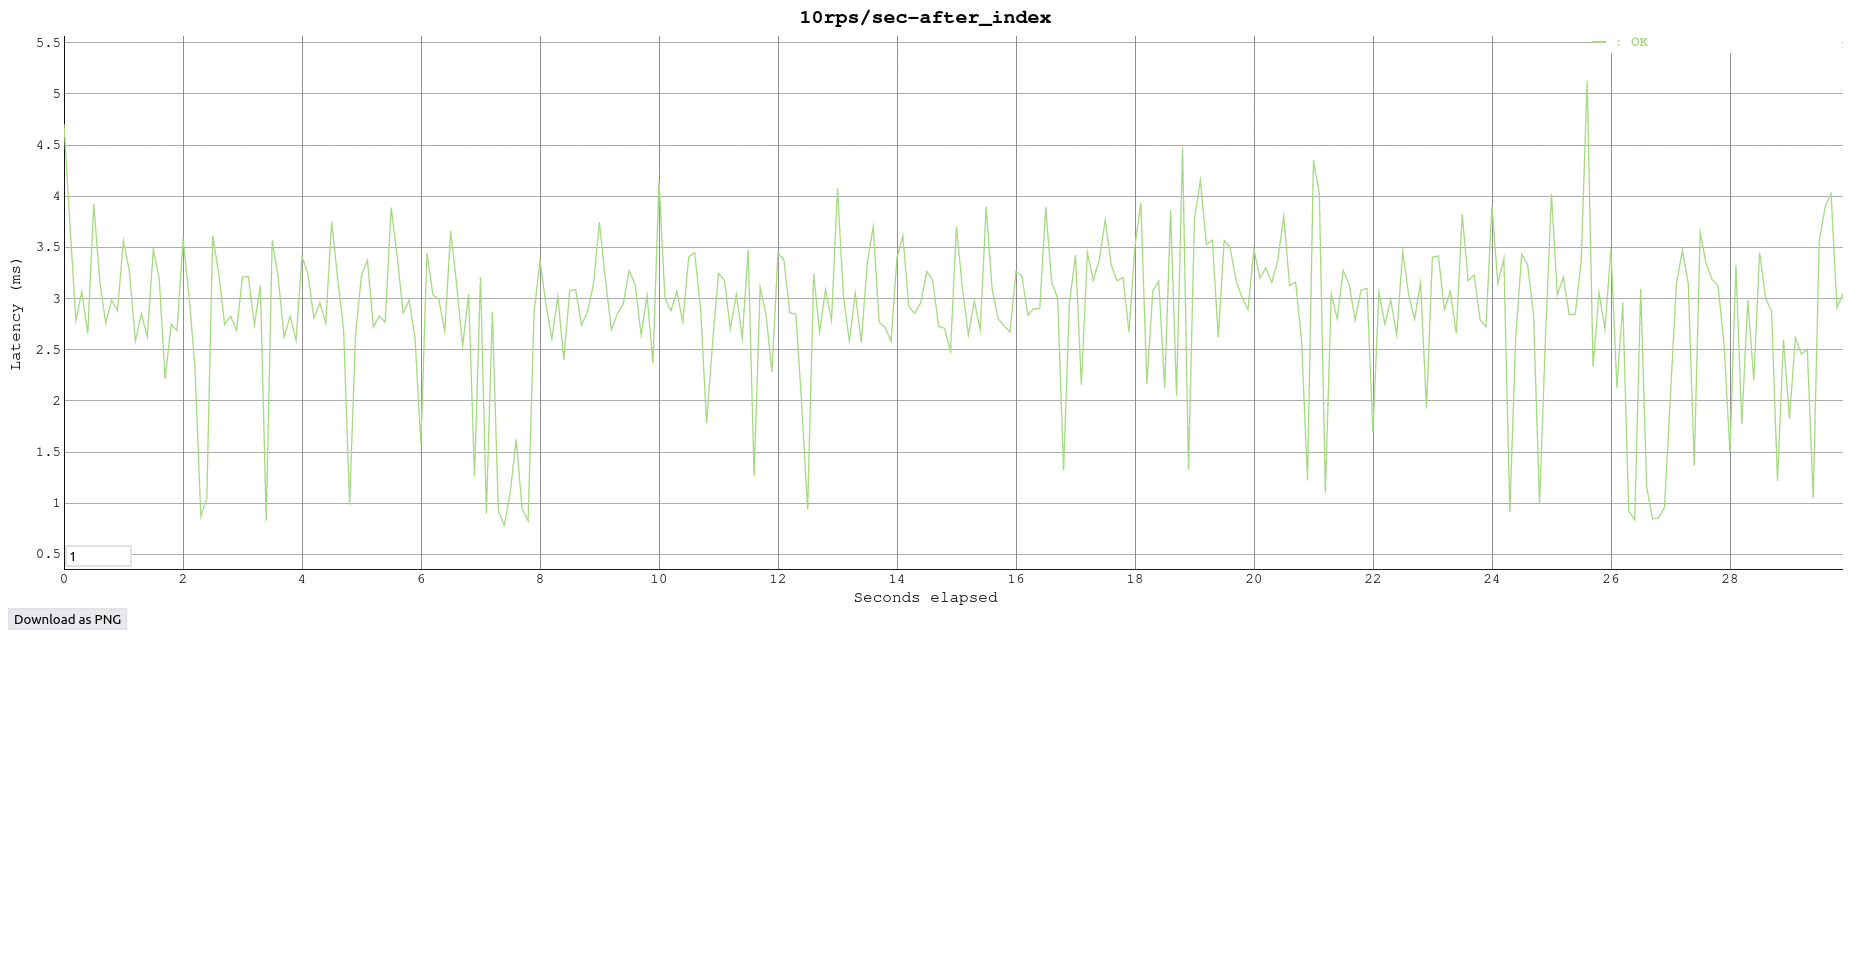 10rps/sec-after_index
: OK
5.5
5
4.5
4
3.5
3
2.5
2
1.5
1
0.5
Latency (ms)
1
0 2 4 6 8 10 12 14 16 18 20 22 24 26 28
Seconds elapsed
Download as PNG